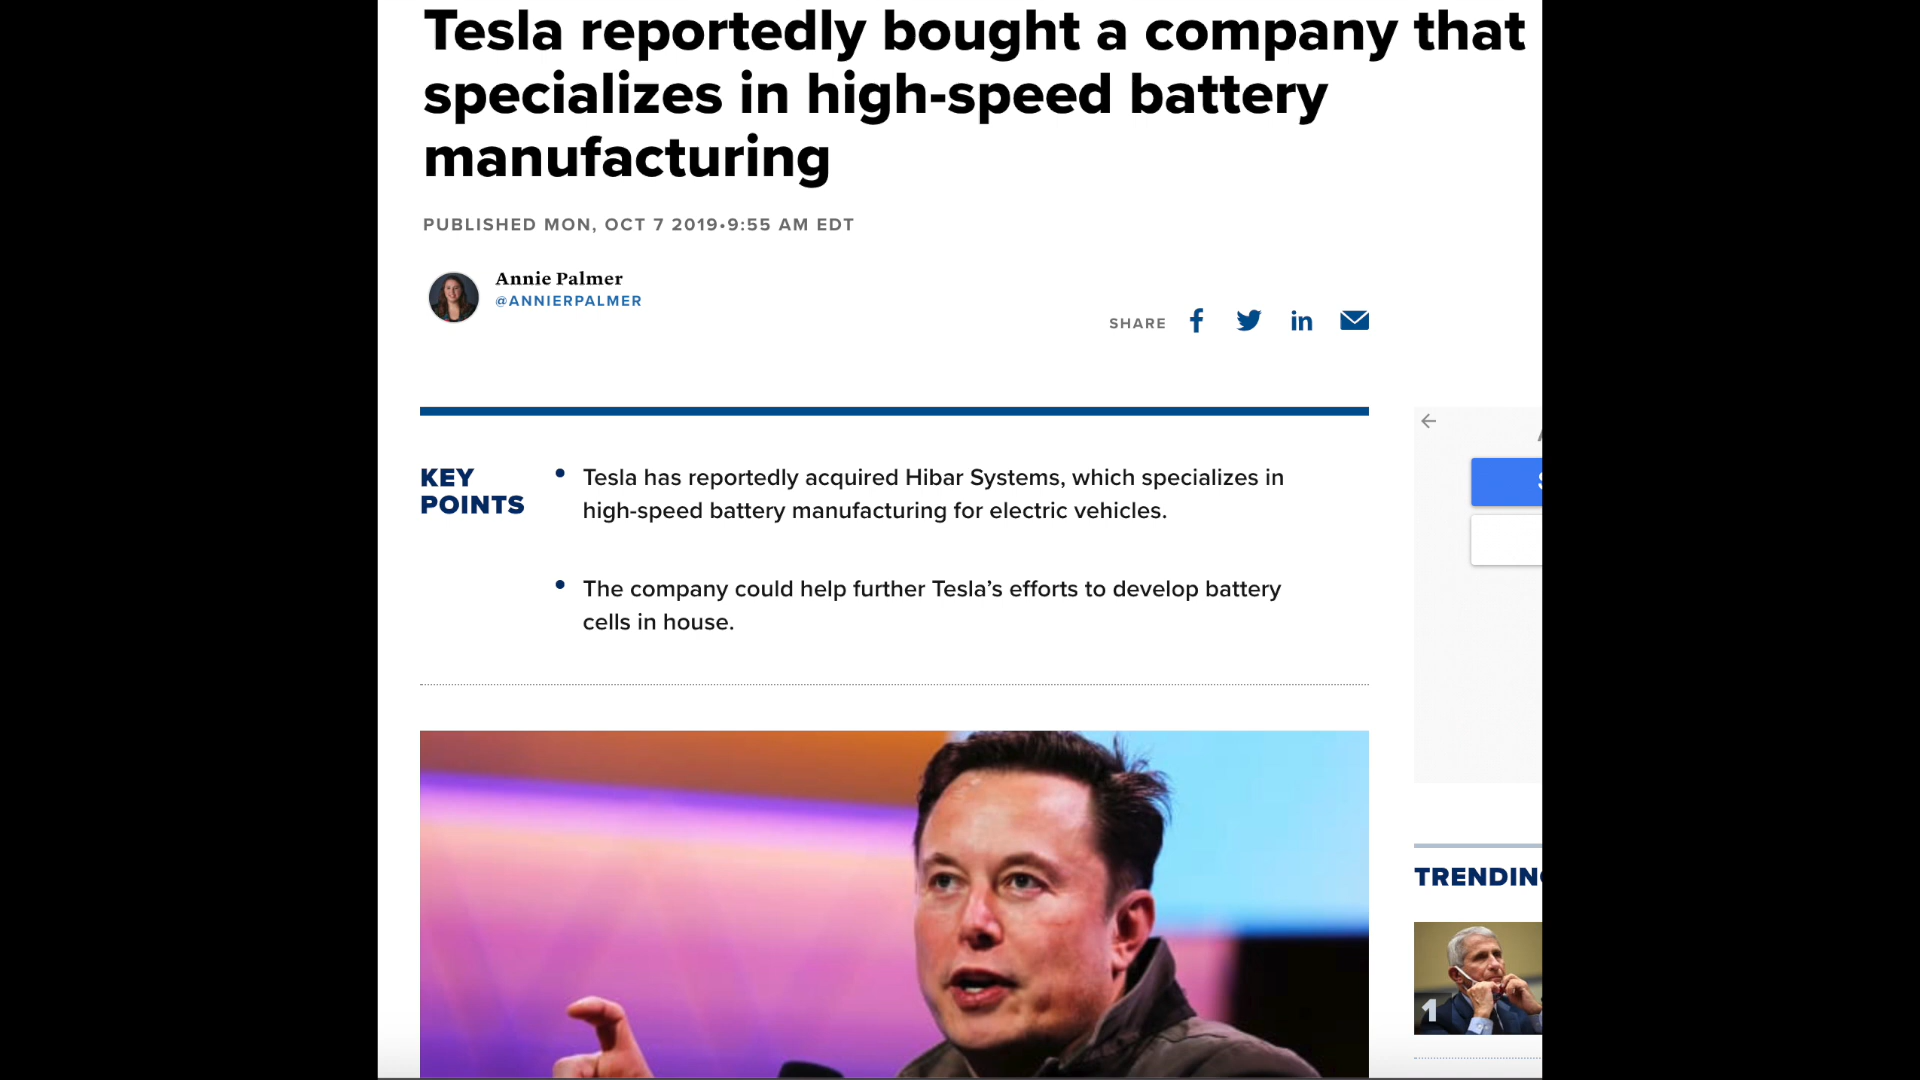 Tesla reportedly bought a company that
specializes in high-speed battery
manufacturing
PUBLISHED MON, OCT 7 2019•9:55 AM EDT
Annie Palmer
@ANNIERPALMER
SHARE
KEY
POINTS
• Tesla has reportedly acquired Hibar Systems, which specializes in
high-speed battery manufacturing for electric vehicles.
• The company could help further Tesla’s efforts to develop battery
cells in house.
TRENDIN
1